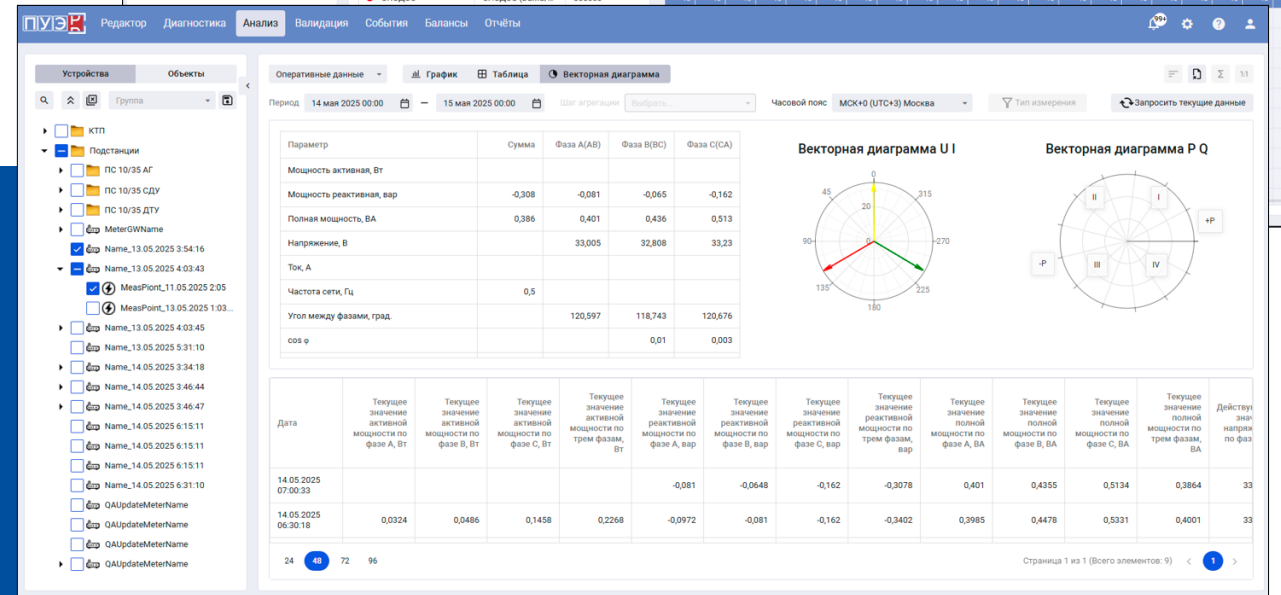 ПУЭР
Редактор Диагностика Анализ Валидация События Балансы Отчёты
99+
Устройства Объекты
Группа
КТП
Подстанции
ПС 10/35 АГ
ПС 10/35 СДУ
ПС 10/35 ДТУ
MeterGWName
Name_13.05.2025 3:54:16
Name_13.05.2025 4:03:43
MeasPiont_11.05.2025 2:05
MeasPoint_13.05.2025 1:03...
Name_13.05.2025 4:03:45
Name_13.05.2025 5:31:10
Name_14.05.2025 3:34:18
Name_14.05.2025 3:46:44
Name_14.05.2025 3:46:47
Name_14.05.2025 6:15:11
Name_14.05.2025 6:15:11
Name_14.05.2025 6:15:11
Name_14.05.2025 6:31:10
QAUpdateMeterName
QAUpdateMeterName
QAUpdateMeterName
QAUpdateMeterName
Оперативные данные График Таблица Векторная диаграмма
Σ 1:1
Период 14 мая 2025 00:00 – 15 мая 2025 00:00 Шаг агрегации Выбрать... Часовой пояс МСК+0 (UTC+3) Москва Тип измерения Запросить текущие данные
Параметр Сумма Фаза A(AB) Фаза B(BC) Фаза C(CA)
Мощность активная, Вт
Мощность реактивная, вар -0,308 -0,081 -0,065 -0,162
Полная мощность, ВА 0,386 0,401 0,436 0,513
Напряжение, В 33,005 32,808 33,23
Ток, А
Частота сети, Гц 0,5
Угол между фазами, град. 120,597 118,743 120,676
cos φ 0,01 0,003
Векторная диаграмма U I
0
45 315
20
90 0 270
135 225
180
Векторная диаграмма P Q
II I
+P
-P
III IV
Дата
Текущее значение активной мощности по фазе A, Вт
Текущее значение активной мощности по фазе B, Вт
Текущее значение активной мощности по фазе C, Вт
Текущее значение активной мощности по трем фазам, Вт
Текущее значение реактивной мощности по фазе A, вар
Текущее значение реактивной мощности по фазе B, вар
Текущее значение реактивной мощности по фазе C, вар
Текущее значение реактивной мощности по трем фазам, вар
Текущее значение полной мощности по фазе A, ВА
Текущее значение полной мощности по фазе B, ВА
Текущее значение полной мощности по фазе C, ВА
Текущее значение полной мощности по трем фазам, ВА
14.05.2025 07:00:33 -0,081 -0,0648 -0,162 -0,3078 0,401 0,4355 0,5134 0,3864 33
14.05.2025 06:30:18 0,0324 0,0486 0,1458 0,2268 -0,0972 -0,081 -0,162 -0,3402 0,3985 0,4478 0,5331 0,4001 33
24 48 72 96
Страница 1 из 1 (Всего элементов: 9) < 1 >